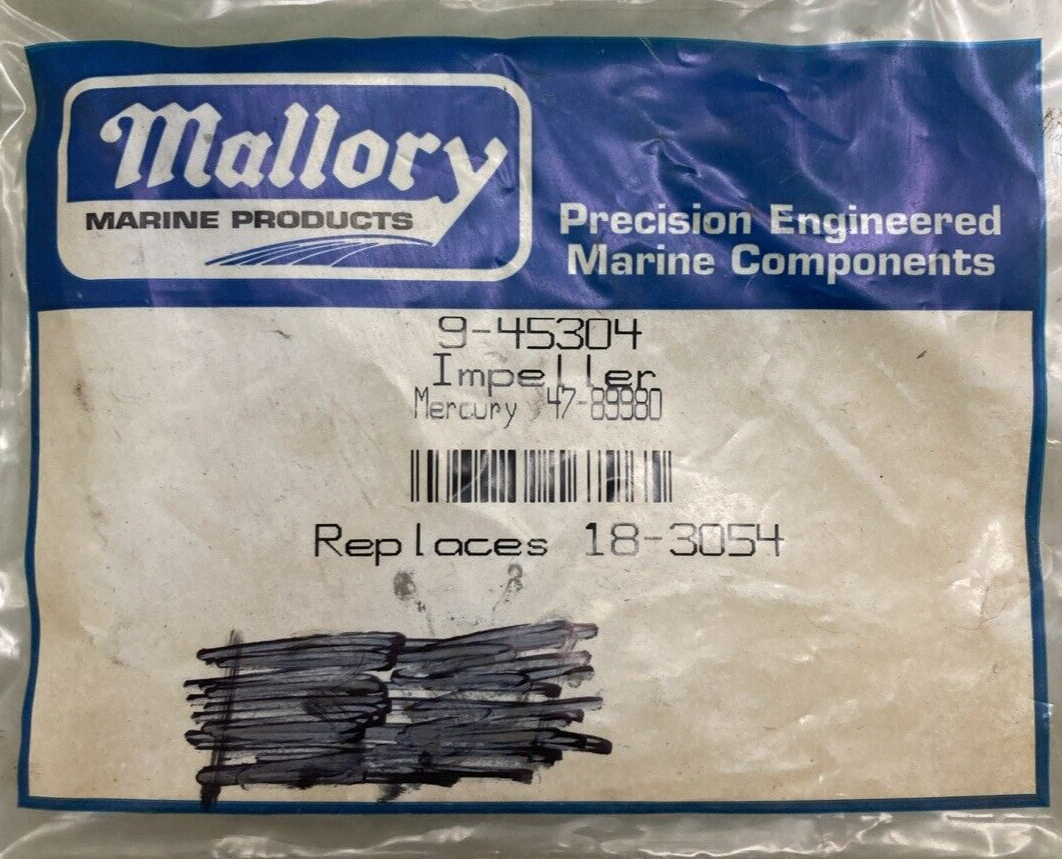 Mallory
MARINE PRODUCTS
Precision Engineered
Marine Components
9-45304
Impeller
Mercury 47-89980
Replaces 18-3054